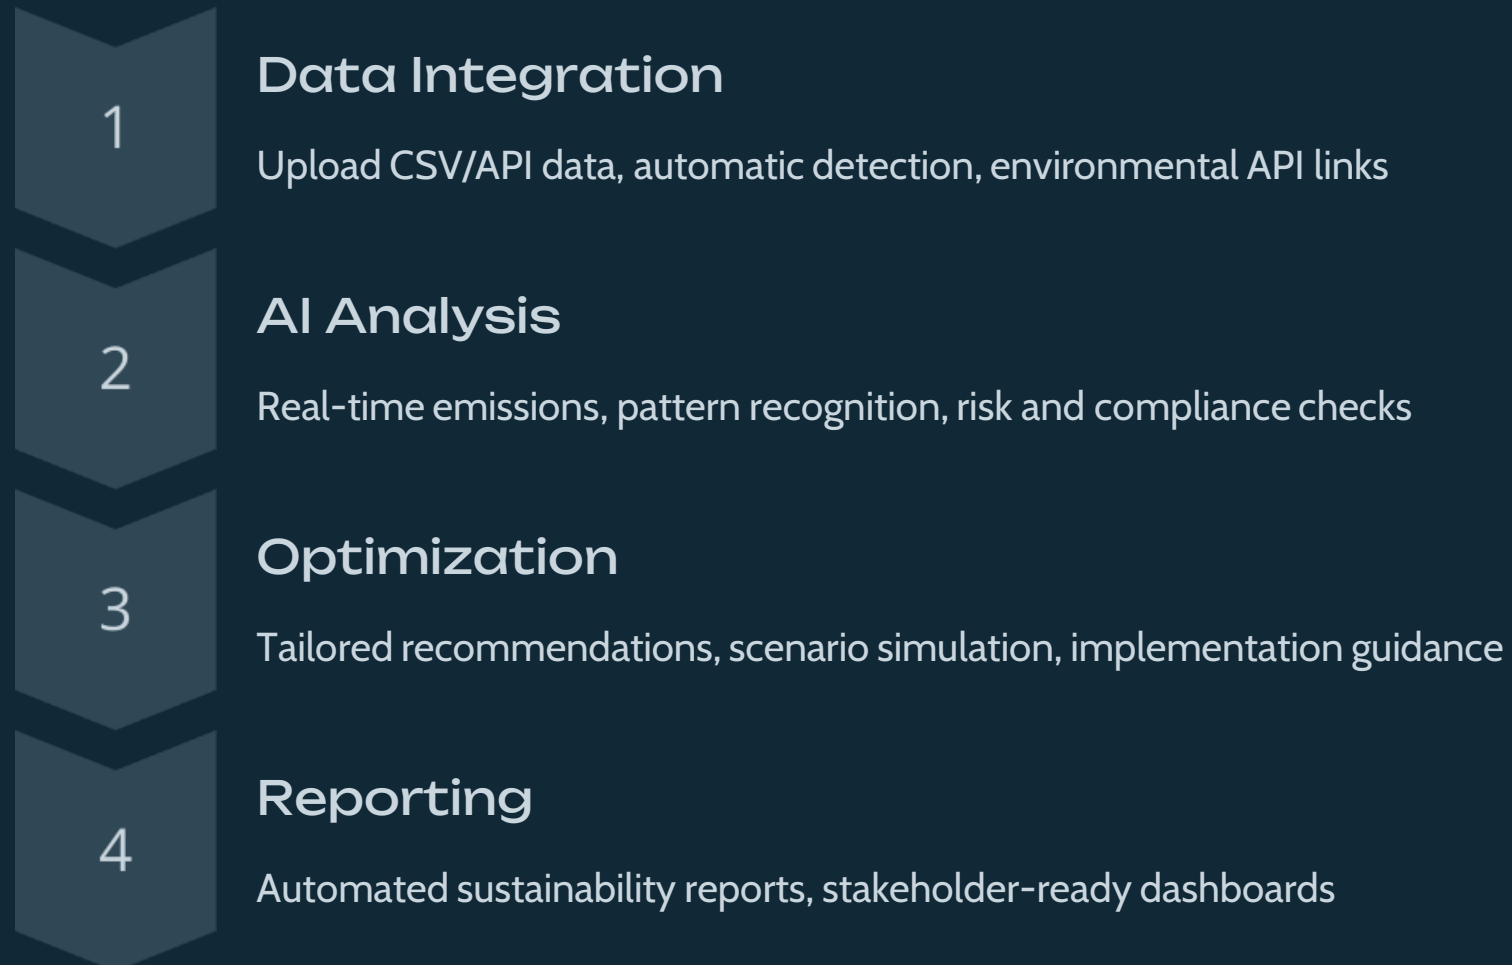 1
Data Integration
Upload CSV/API data, automatic detection, environmental API links
2
AI Analysis
Real-time emissions, pattern recognition, risk and compliance checks
3
Optimization
Tailored recommendations, scenario simulation, implementation guidance
4
Reporting
Automated sustainability reports, stakeholder-ready dashboards